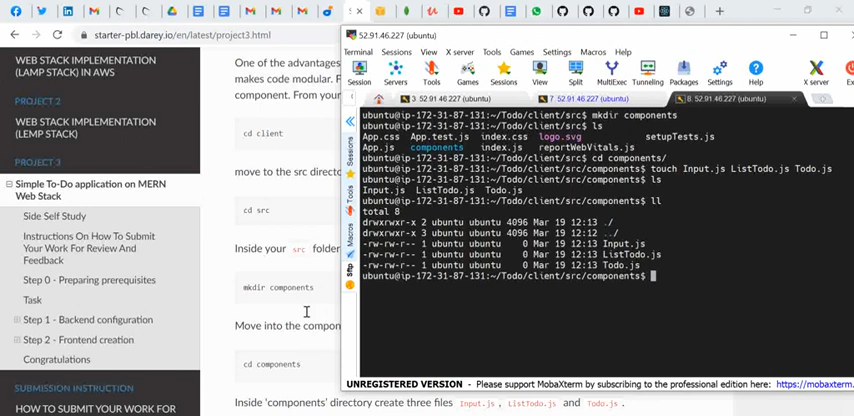 starter-pbl.darey.io/en/latest/project3.html
WEB STACK IMPLEMENTATION
(LAMP STACK) IN AWS
PROJECT 2
WEB STACK IMPLEMENTATION
(LEMP STACK)
PROJECT 3
Simple To-Do application on MERN
Web Stack
Side Self Study
Instructions On How To Submit
Your Work For Review And
Feedback
Step 0 - Preparing prerequisites
Task
Step 1 - Backend configuration
Step 2 - Frontend creation
Congratulations
SUBMISSION INSTRUCTION
HOW TO SUBMIT YOUR WORK FOR
One of the advantages
makes code modular. F
component. From your
cd client
move to the src direct
cd src
Inside your src folder
mkdir components
Move into the compon
cd components
Inside 'components' directory create three files Input.js , ListTodo.js and Todo.js .
52.91.46.227 (ubuntu)
Terminal Sessions View X server Tools Games Settings Macros Help
Session Servers Tools Games Sessions View Split MultiExec Tunneling Packages Settings Help X server Ex
3. 52.91.46.227 (ubuntu) 7. 52.91.46.227 (ubuntu) 8. 52.91.46.227 (ubuntu)
Sessions
Tools
Macros
Sftp
ubuntu@ip-172-31-87-131:~/Todo/client/src$ mkdir components
ubuntu@ip-172-31-87-131:~/Todo/client/src$ ls
App.css App.test.js index.css logo.svg setupTests.js
App.js components index.js reportWebVitals.js
ubuntu@ip-172-31-87-131:~/Todo/client/src$ cd components/
ubuntu@ip-172-31-87-131:~/Todo/client/src/components$ touch Input.js ListTodo.js Todo.js
ubuntu@ip-172-31-87-131:~/Todo/client/src/components$ ls
Input.js ListTodo.js Todo.js
ubuntu@ip-172-31-87-131:~/Todo/client/src/components$ ll
total 8
drwxrwxr-x 2 ubuntu ubuntu 4096 Mar 19 12:13 ./
drwxrwxr-x 3 ubuntu ubuntu 4096 Mar 19 12:12 ../
-rw-rw-r-- 1 ubuntu ubuntu 0 Mar 19 12:13 Input.js
-rw-rw-r-- 1 ubuntu ubuntu 0 Mar 19 12:13 ListTodo.js
-rw-rw-r-- 1 ubuntu ubuntu 0 Mar 19 12:13 Todo.js
ubuntu@ip-172-31-87-131:~/Todo/client/src/components$
UNREGISTERED VERSION - Please support MobaXterm by subscribing to the professional edition here: https://mobaxterm.